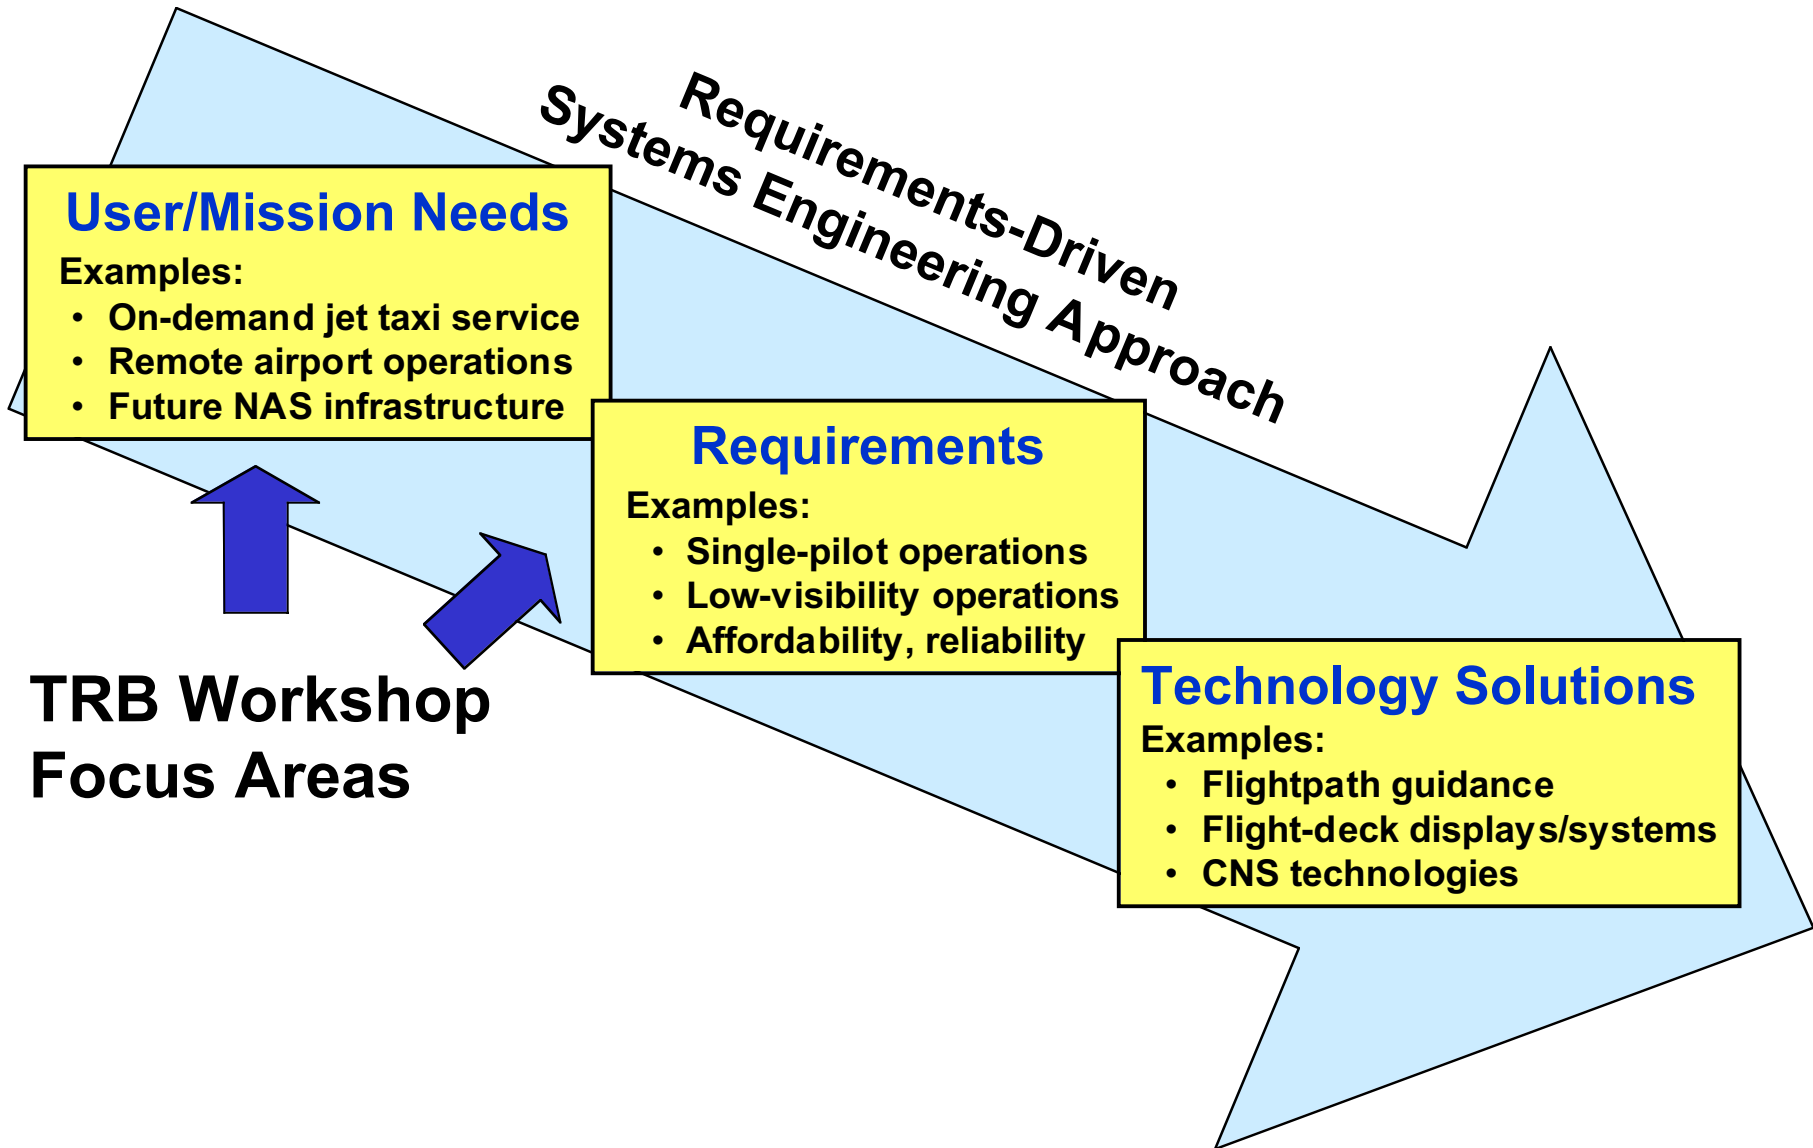 Requirements-Driven
Systems Engineering Approach
User/Mission Needs
Examples:
• On-demand jet taxi service
• Remote airport operations
• Future NAS infrastructure
Requirements
Examples:
• Single-pilot operations
• Low-visibility operations
• Affordability, reliability
TRB Workshop
Focus Areas
Technology Solutions
Examples:
• Flightpath guidance
• Flight-deck displays/systems
• CNS technologies